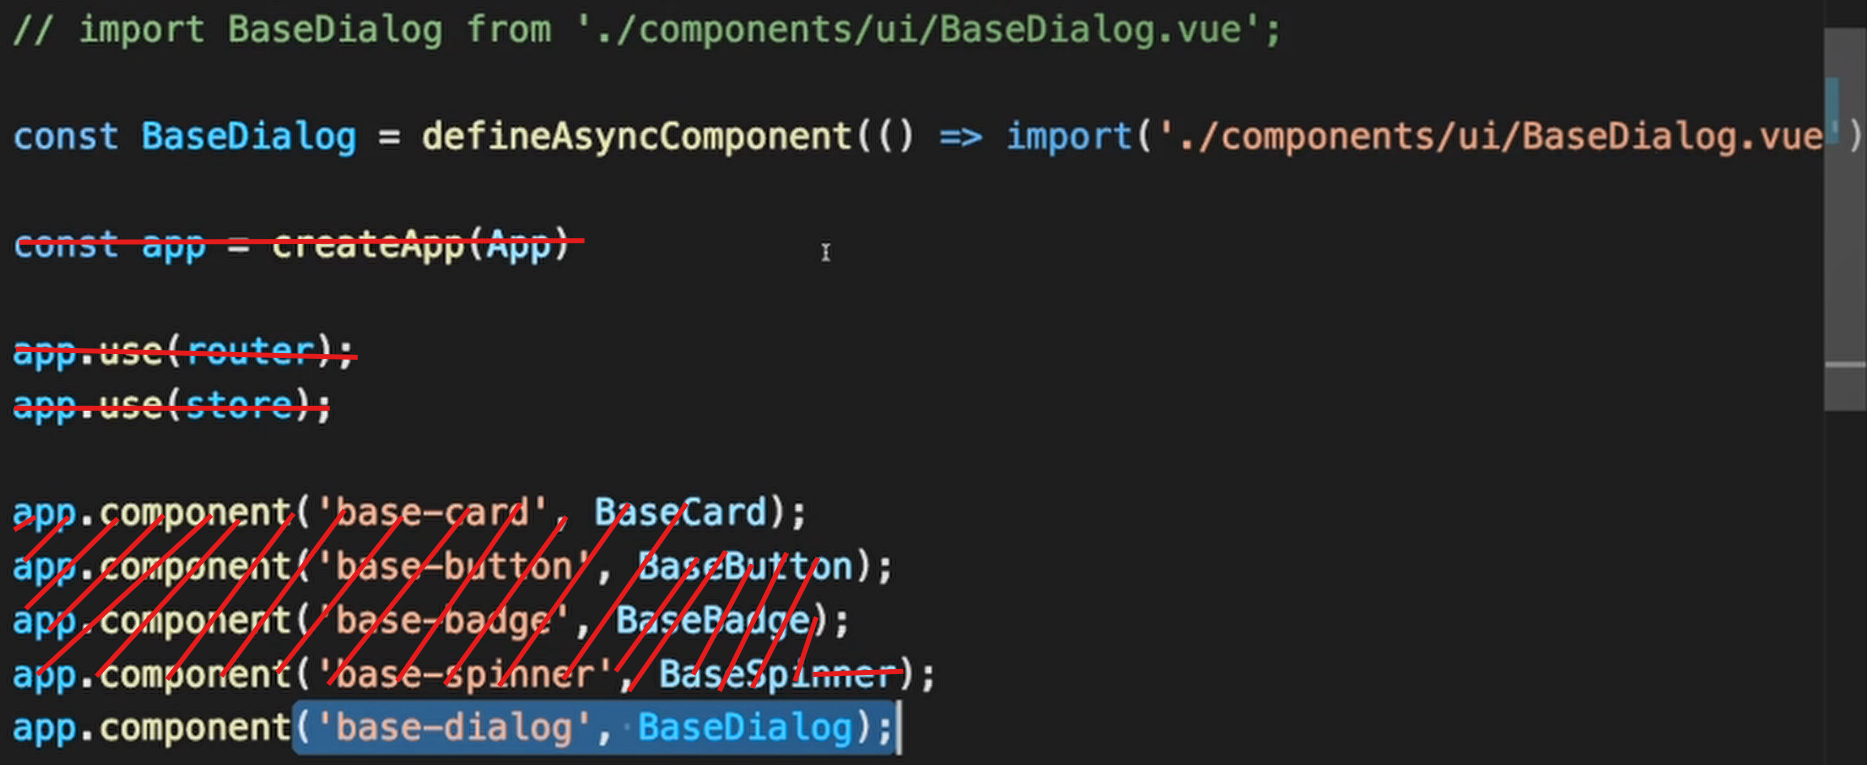 // import BaseDialog from './components/ui/BaseDialog.vue';
const BaseDialog = defineAsyncComponent(() => import('./components/ui/BaseDialog.vue')
const app = createApp(App)
app.use(router);
app.use(store);
app.component('base-card', BaseCard);
app.component('base-button', BaseButton);
app.component('base-badge', BaseBadge);
app.component('base-spinner', BaseSpinner);
app.component('base-dialog', BaseDialog);